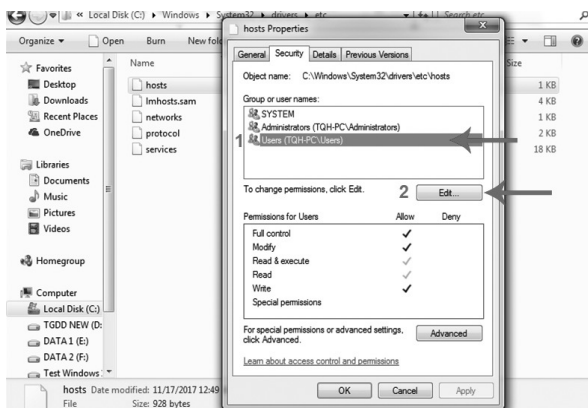 « Local Disk (C:) ▸ Windows ▸ System32 ▸ drivers ▸ etc
Search etc
Organize ▾ Open Burn New fold
Favorites
Desktop
Downloads
Recent Places
OneDrive
Libraries
Documents
Music
Pictures
Videos
Homegroup
Computer
Local Disk (C:)
TGDD NEW (D:
DATA 1 (E:)
DATA 2 (F:)
Test Windows
Name
hosts
lmhosts.sam
networks
protocol
services
Size
1 KB
4 KB
1 KB
2 KB
18 KB
hosts Properties
General Security Details Previous Versions
Object name: C:\Windows\System32\drivers\etc\hosts
Group or user names:
SYSTEM
Administrators (TQH-PC\Administrators)
1 Users (TQH-PC\Users)
To change permissions, click Edit. 2 Edit...
Permissions for Users Allow Deny
Full control
Modify
Read & execute
Read
Write
Special permissions
For special permissions or advanced settings,
click Advanced.
Advanced
Learn about access control and permissions
OK Cancel Apply
hosts Date modified: 11/17/2017 12:49
File Size: 928 bytes